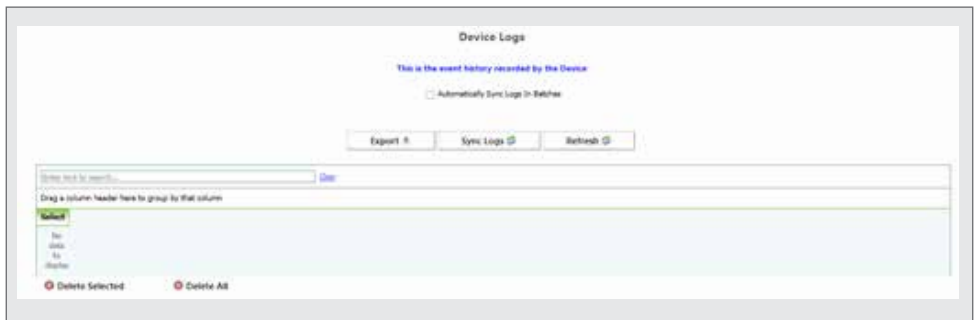 Device Logs
This is the event history recorded by the Device
Automatically Sync Logs In Batches
Export Sync Logs Refresh
Enter text to search... Clear
Drag a column header here to group by that column
Select
No
data
to
display
Delete Selected Delete All